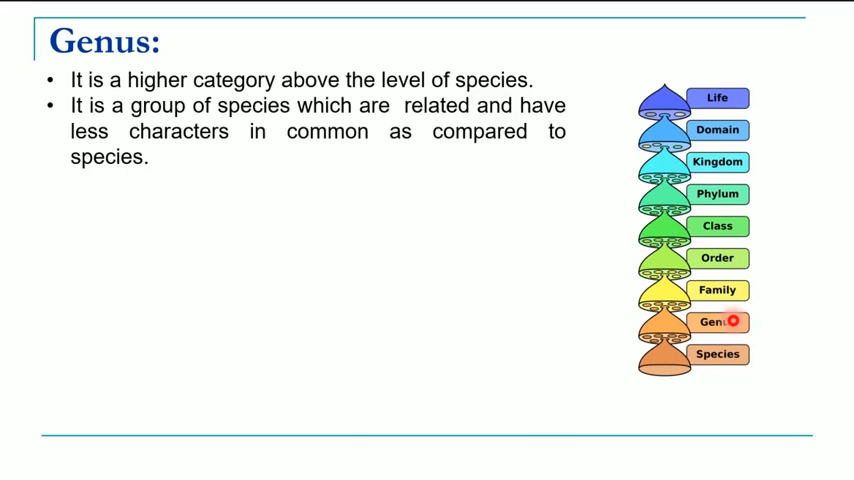 Genus:
• It is a higher category above the level of species.
• It is a group of species which are related and have
less characters in common as compared to
species.
Life
Domain
Kingdom
Phylum
Class
Order
Family
Species